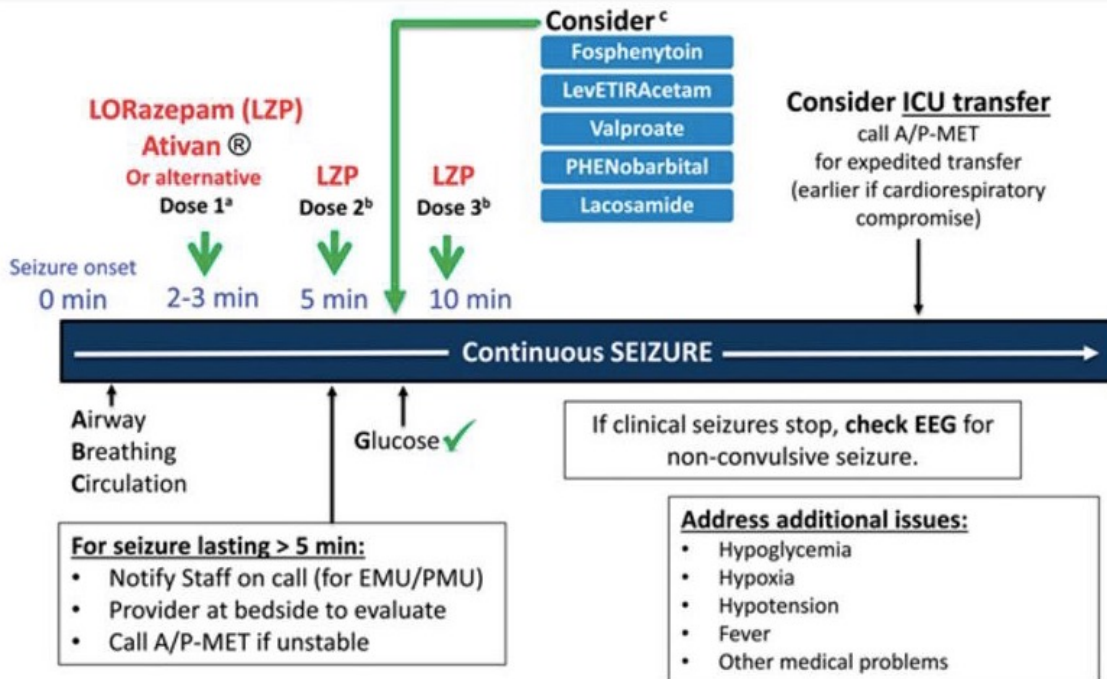 Consider ᶜ
Fosphenytoin
LevETIRAcetam
Valproate
PHENobarbital
Lacosamide
LORazepam (LZP)
Ativan ®
Or alternative
Dose 1ᵃ
LZP
Dose 2ᵇ
LZP
Dose 3ᵇ
Consider ICU transfer
call A/P-MET
for expedited transfer
(earlier if cardiorespiratory
compromise)
Seizure onset
0 min
2-3 min
5 min
10 min
Continuous SEIZURE
Airway
Breathing
Circulation
Glucose
If clinical seizures stop, check EEG for
non-convulsive seizure.
For seizure lasting > 5 min:
• Notify Staff on call (for EMU/PMU)
• Provider at bedside to evaluate
• Call A/P-MET if unstable
Address additional issues:
• Hypoglycemia
• Hypoxia
• Hypotension
• Fever
• Other medical problems